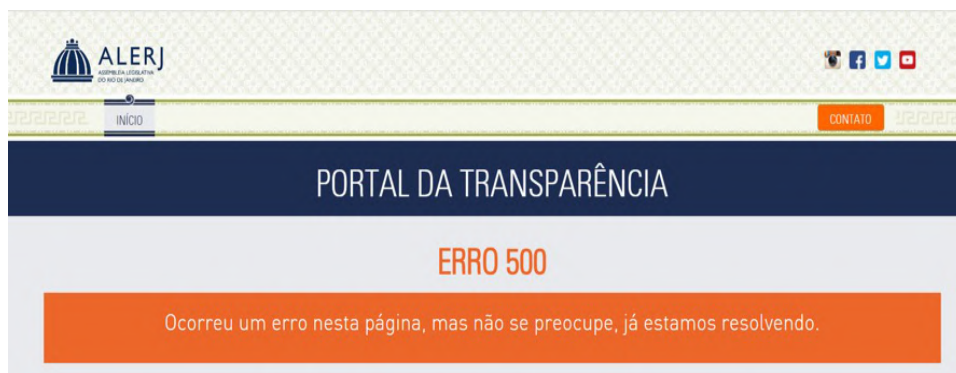 ALERJ
ASSEMBLEIA LEGISLATIVA
DO RIO DE JANEIRO
INÍCIO
CONTATO
PORTAL DA TRANSPARÊNCIA
ERRO 500
Ocorreu um erro nesta página, mas não se preocupe, já estamos resolvendo.